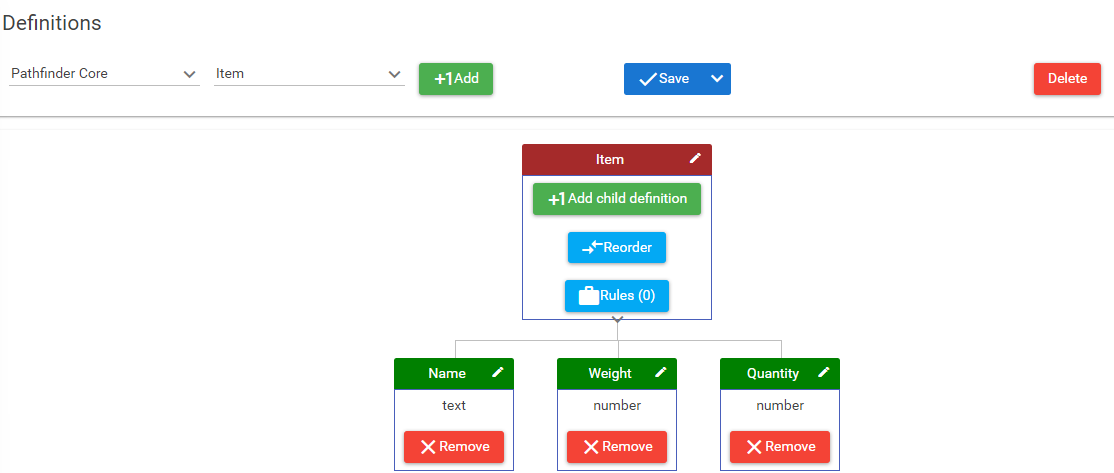 Definitions
Pathfinder Core Item +1 Add Save Delete
Item
+1 Add child definition
Reorder
Rules (0)
Name Weight Quantity
text number number
Remove Remove Remove